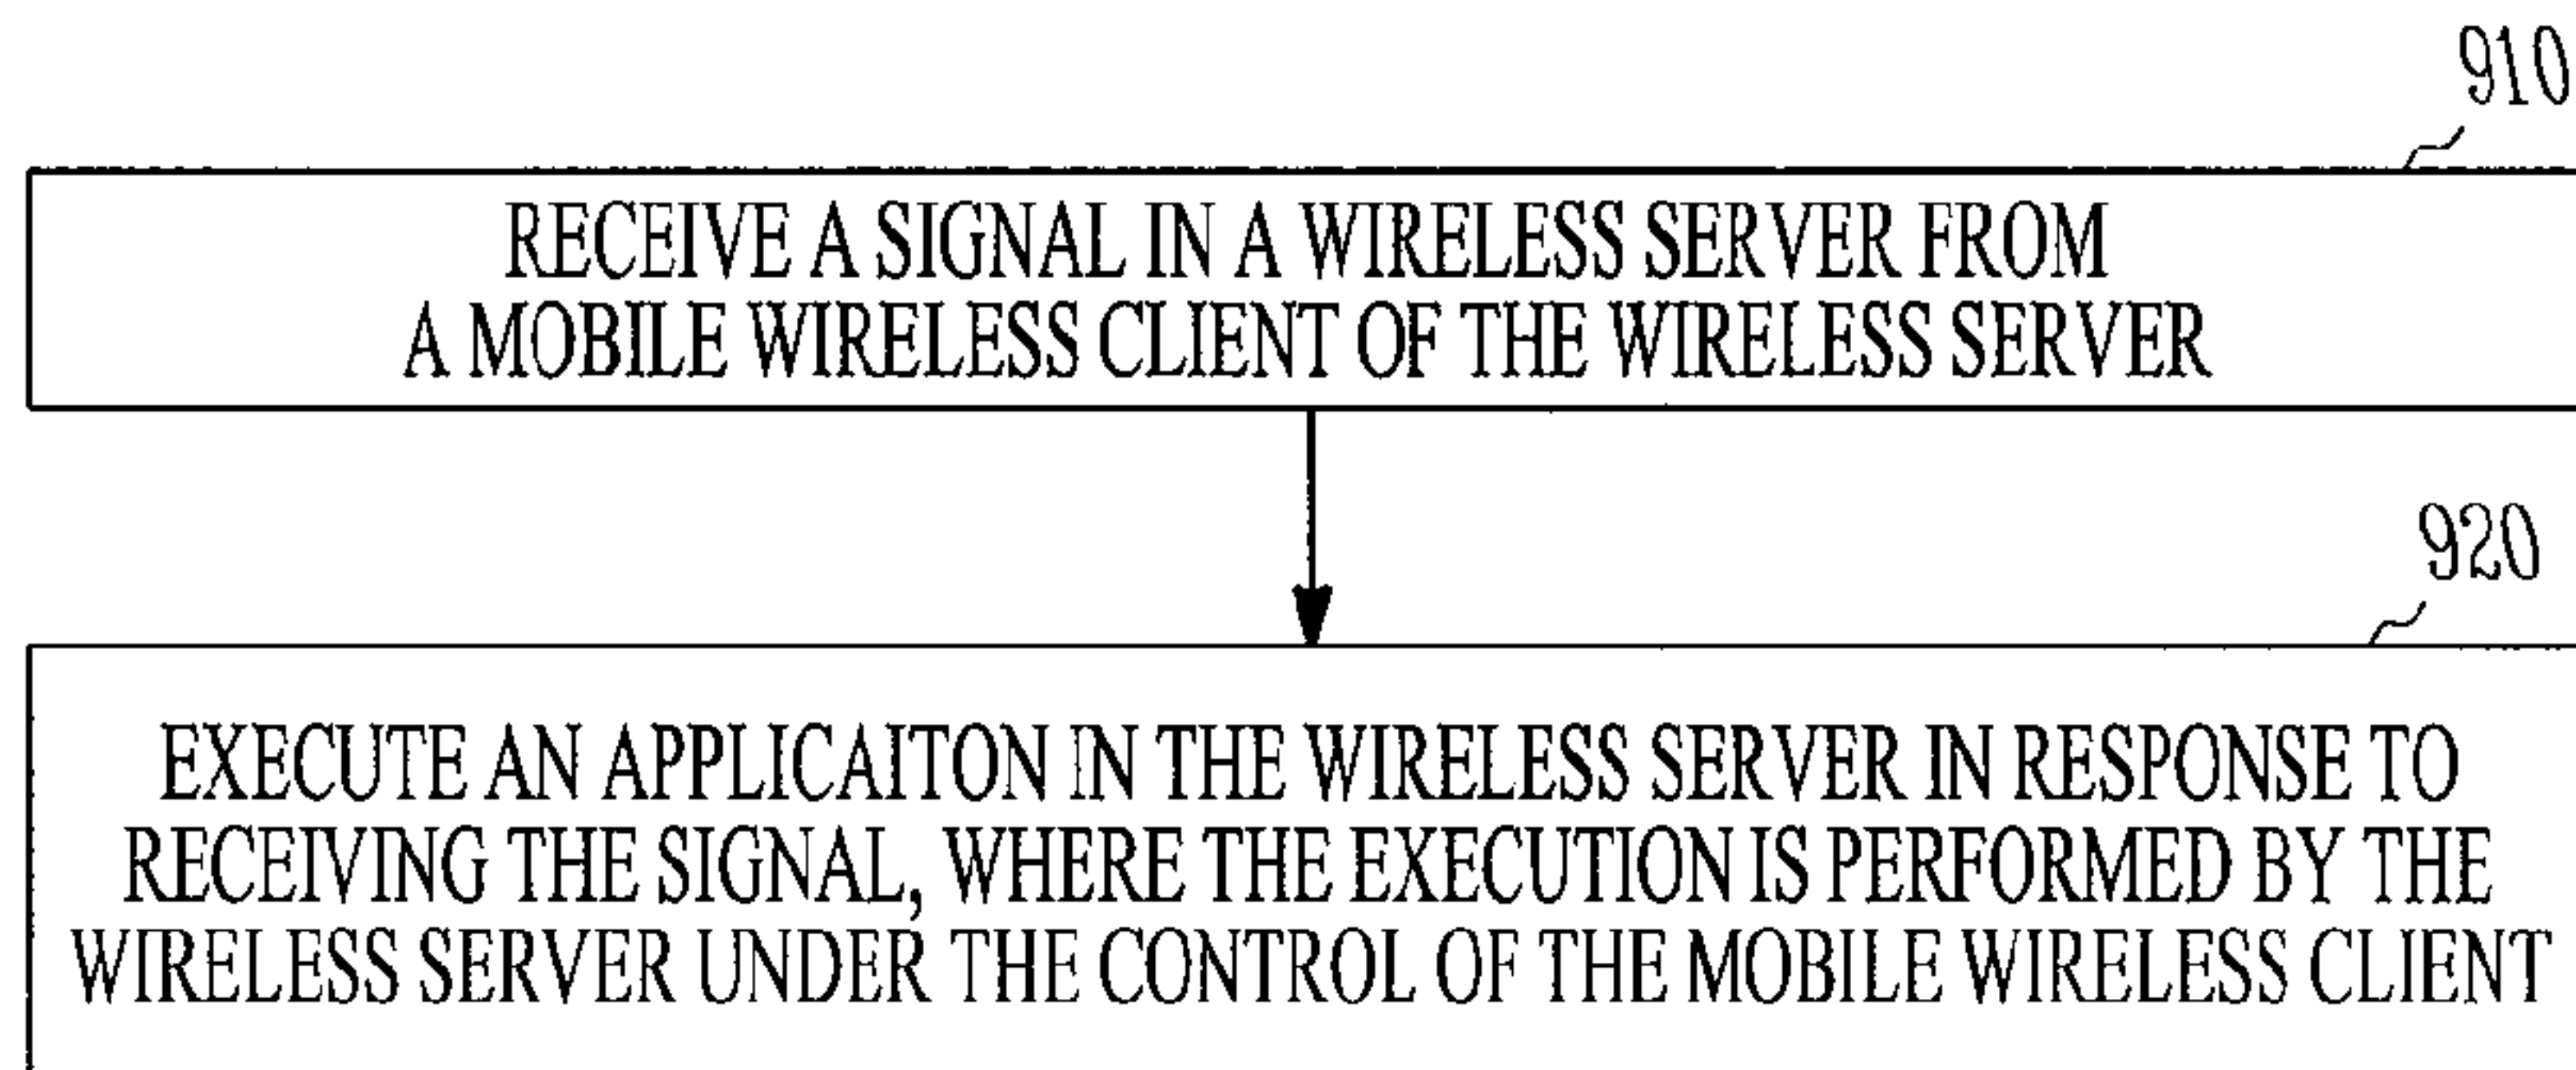 910
RECEIVE A SIGNAL IN A WIRELESS SERVER FROM
A MOBILE WIRELESS CLIENT OF THE WIRELESS SERVER
920
EXECUTE AN APPLICAITON IN THE WIRELESS SERVER IN RESPONSE TO
RECEIVING THE SIGNAL, WHERE THE EXECUTION IS PERFORMED BY THE
WIRELESS SERVER UNDER THE CONTROL OF THE MOBILE WIRELESS CLIENT